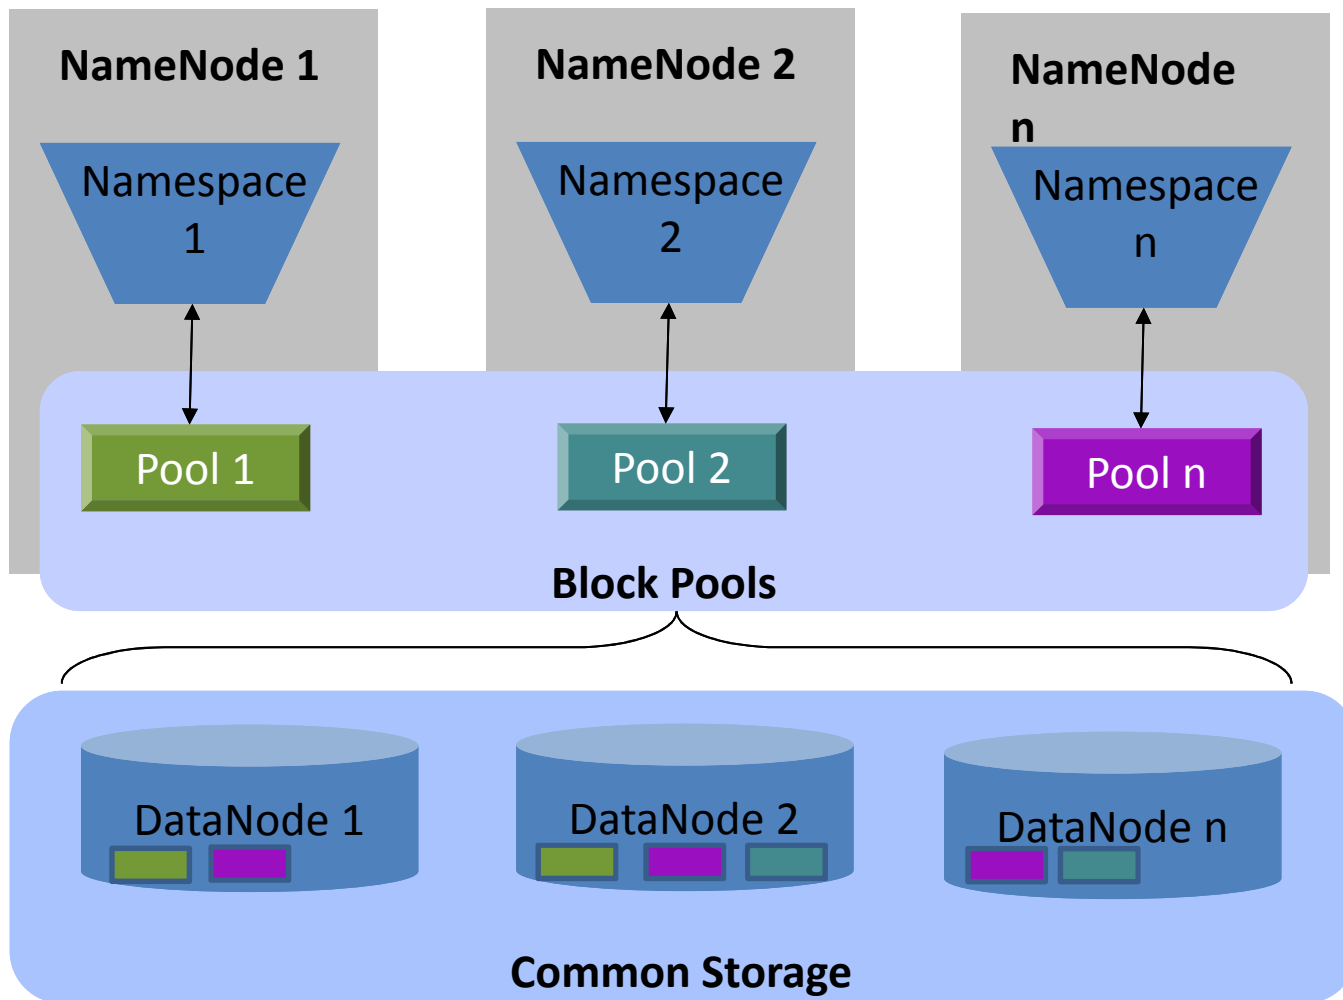 NameNode 1
NameNode 2
NameNode
n
Namespace
1
Namespace
2
Namespace
n
Pool 1
Pool 2
Pool n
Block Pools
DataNode 1
DataNode 2
DataNode n
Common Storage